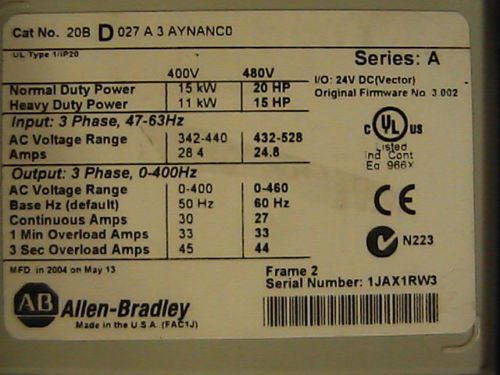 Cat No. 20B D 027 A 3 AYNANC0
UL Type 1/IP20
Series: A
400V 480V
Normal Duty Power 15 kW 20 HP
Heavy Duty Power 11 kW 15 HP
I/O: 24V DC(Vector)
Original Firmware No. 3.002
Input: 3 Phase, 47-63Hz
AC Voltage Range 342-440 432-528
Amps 28.4 24.8
C UL US
Listed
Ind Cont
Eq 966X
Output: 3 Phase, 0-400Hz
AC Voltage Range 0-400 0-460
Base Hz (default) 50 Hz 60 Hz
Continuous Amps 30 27
1 Min Overload Amps 33 33
3 Sec Overload Amps 45 44
CE
N223
MFD in 2004 on May 13
Frame 2
Serial Number: 1JAX1RW3
AB Allen-Bradley
Made in the U.S.A. (FAC1J)